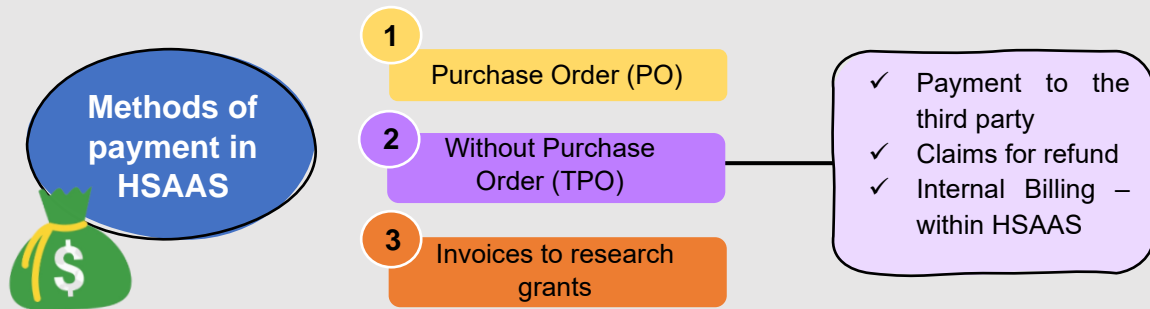 Methods of
payment in
HSAAS
$
1
Purchase Order (PO)
2
Without Purchase
Order (TPO)
3
Invoices to research
grants
✓ Payment to the
third party
✓ Claims for refund
✓ Internal Billing –
within HSAAS